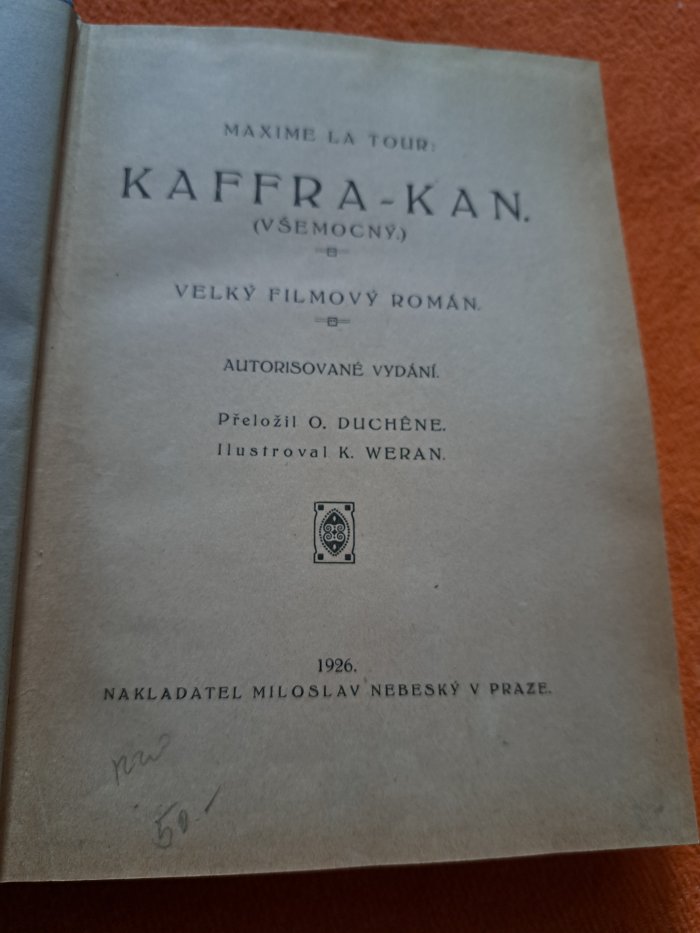 MAXIME LA TOUR:
KAFFRA-KAN.
(VŠEMOCNÝ.)
VELKÝ FILMOVÝ ROMÁN.
AUTORISOVANÉ VYDÁNÍ.
Přeložil O. DUCHÊNE.
Ilustroval K. WERAN.
1926.
NAKLADATEL MILOSLAV NEBESKÝ V PRAZE.
50.-